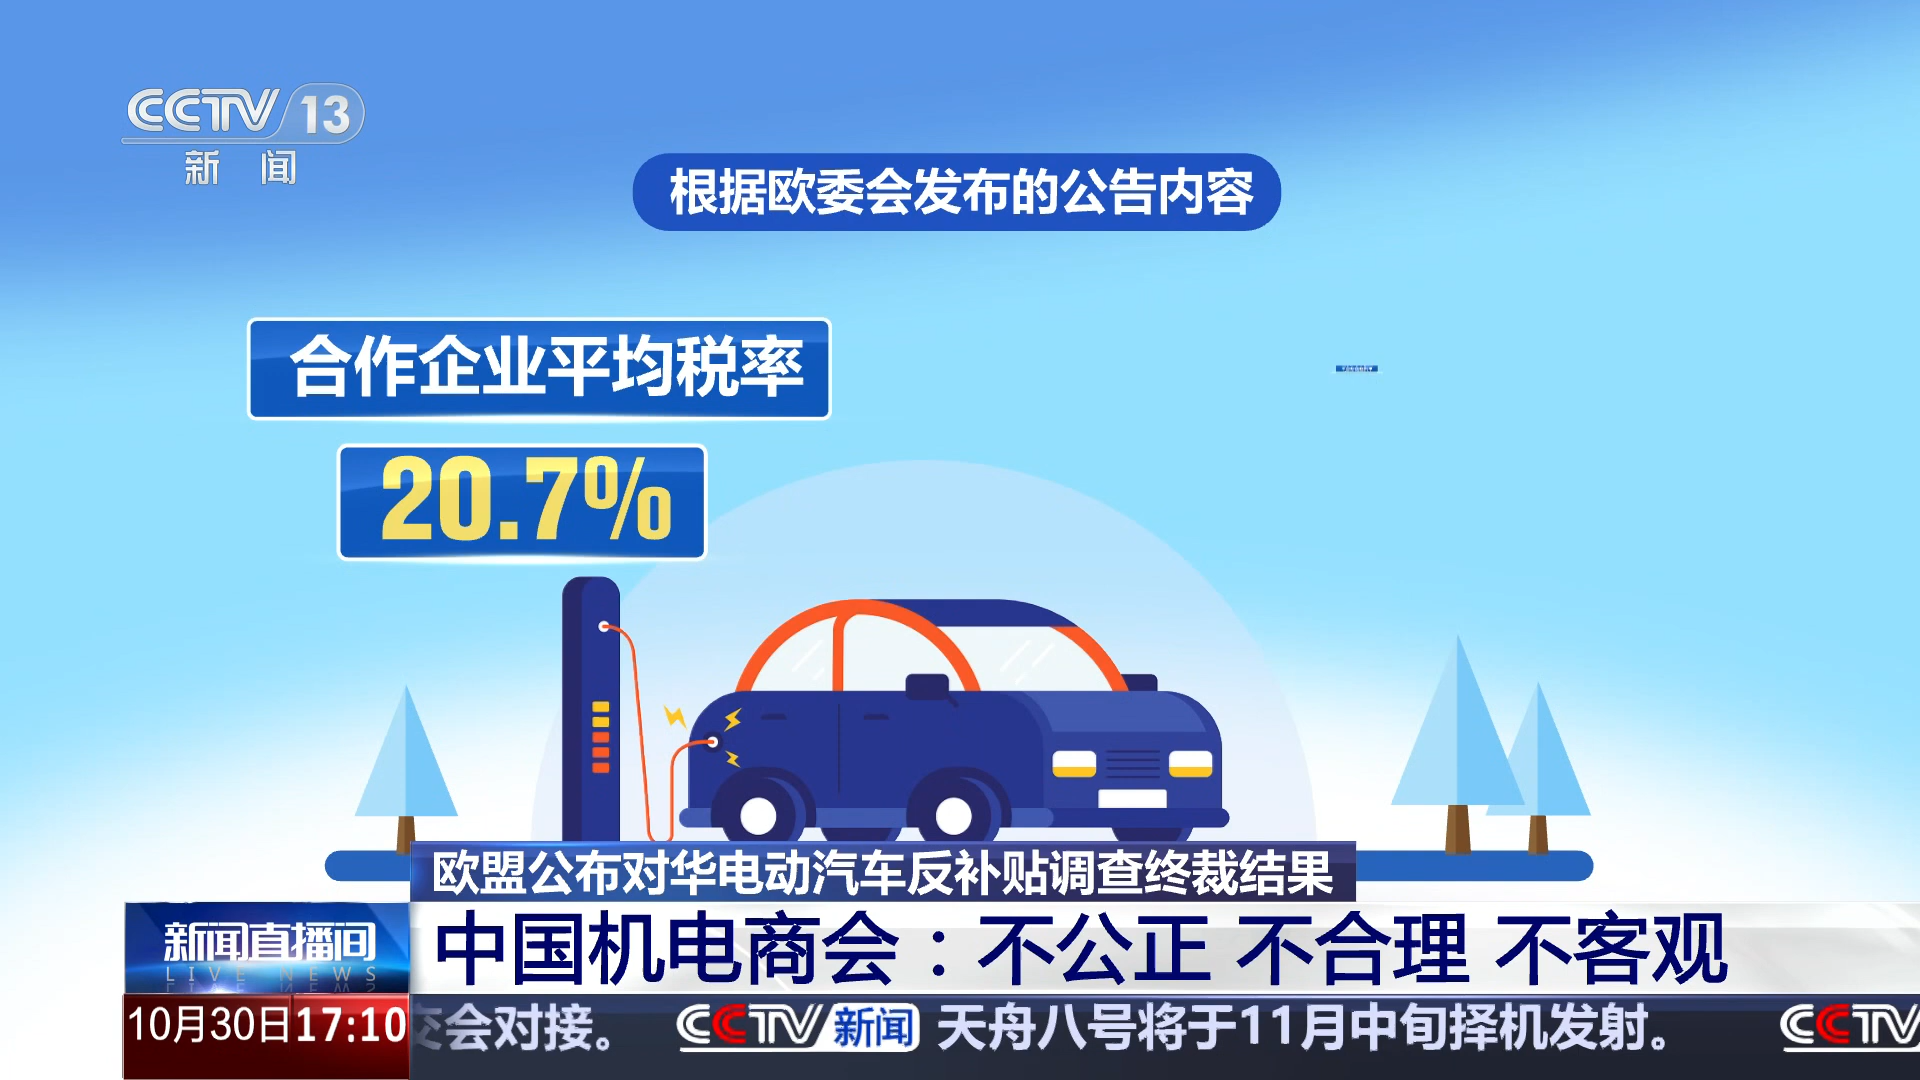 CCTV 13
新闻
根据欧委会发布的公告内容
合作企业平均税率
20.7%
欧盟公布对华电动汽车反补贴调查终裁结果
中国机电商会：不公正 不合理 不客观
新闻直播间
LIVE NEWS
10月30日17:10
交会对接。 CCTV新闻 天舟八号将于11月中旬择机发射。 CCTV